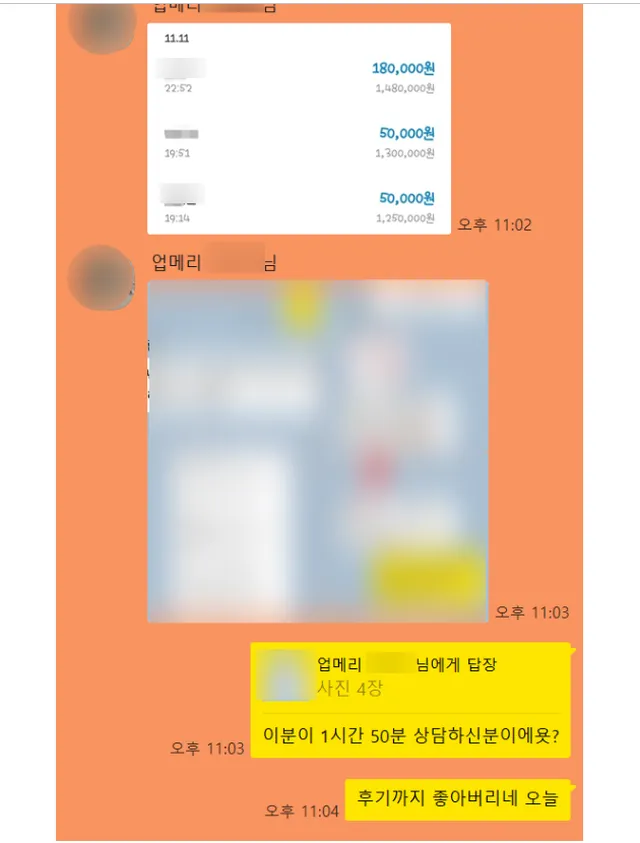 업메리 님
11.11
180,000원
22:52 1,480,000원
50,000원
19:51 1,300,000원
50,000원
19:14 1,250,000원
오후 11:02
업메리 님
오후 11:03
업메리 님에게 답장
사진 4장
이분이 1시간 50분 상담하신분이에욧?
오후 11:03
후기까지 좋아버리네 오늘
오후 11:04